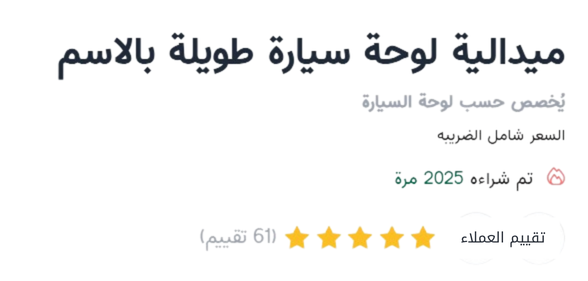 ميدالية لوحة سيارة طويلة بالاسم
يُخصص حسب لوحة السيارة
السعر شامل الضريبه
تم شراءه 2025 مرة
تقييم العملاء (61 تقييم)